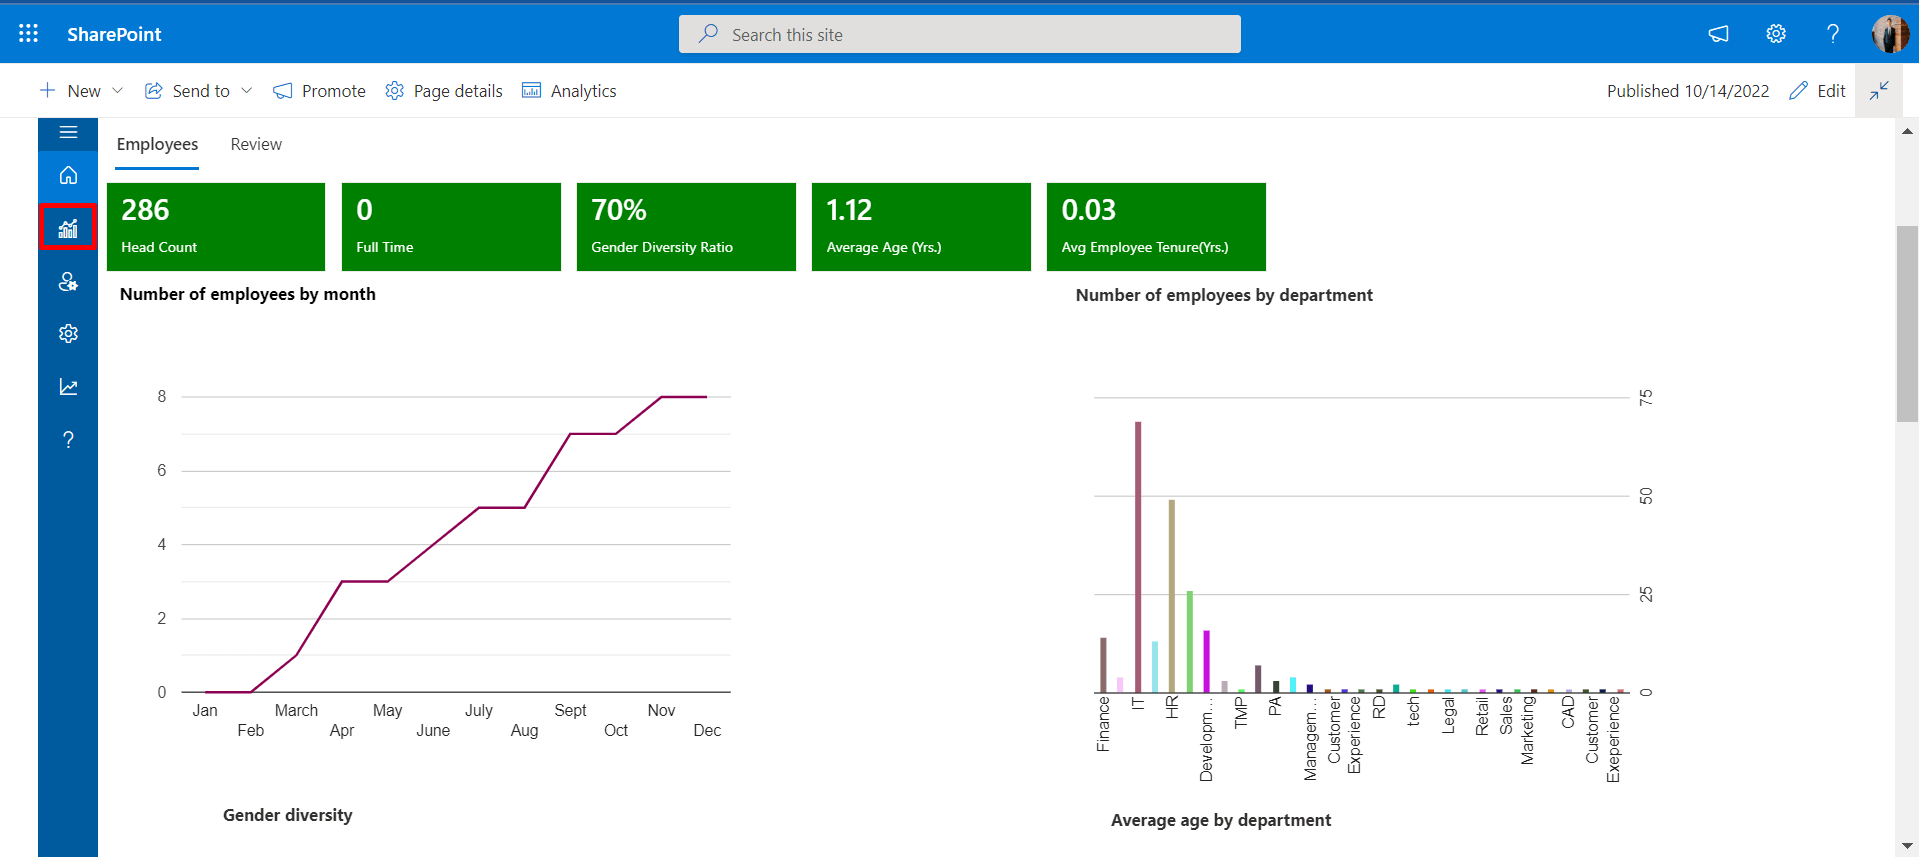 SharePoint
Search this site
New
Send to
Promote
Page details
Analytics
Published 10/14/2022
Edit
Employees
Review
286
Head Count
0
Full Time
70%
Gender Diversity Ratio
1.12
Average Age (Yrs.)
0.03
Avg Employee Tenure(Yrs.)
Number of employees by month
8
6
4
2
0
Jan
Feb
March
Apr
May
June
July
Aug
Sept
Oct
Nov
Dec
Number of employees by department
75
50
25
0
Finance
IT
HR
Developm...
TMP
PA
Managem...
Customer
Experience
RD
tech
Legal
Retail
Sales
Marketing
CAD
Customer
Exeperience
Gender diversity
Average age by department